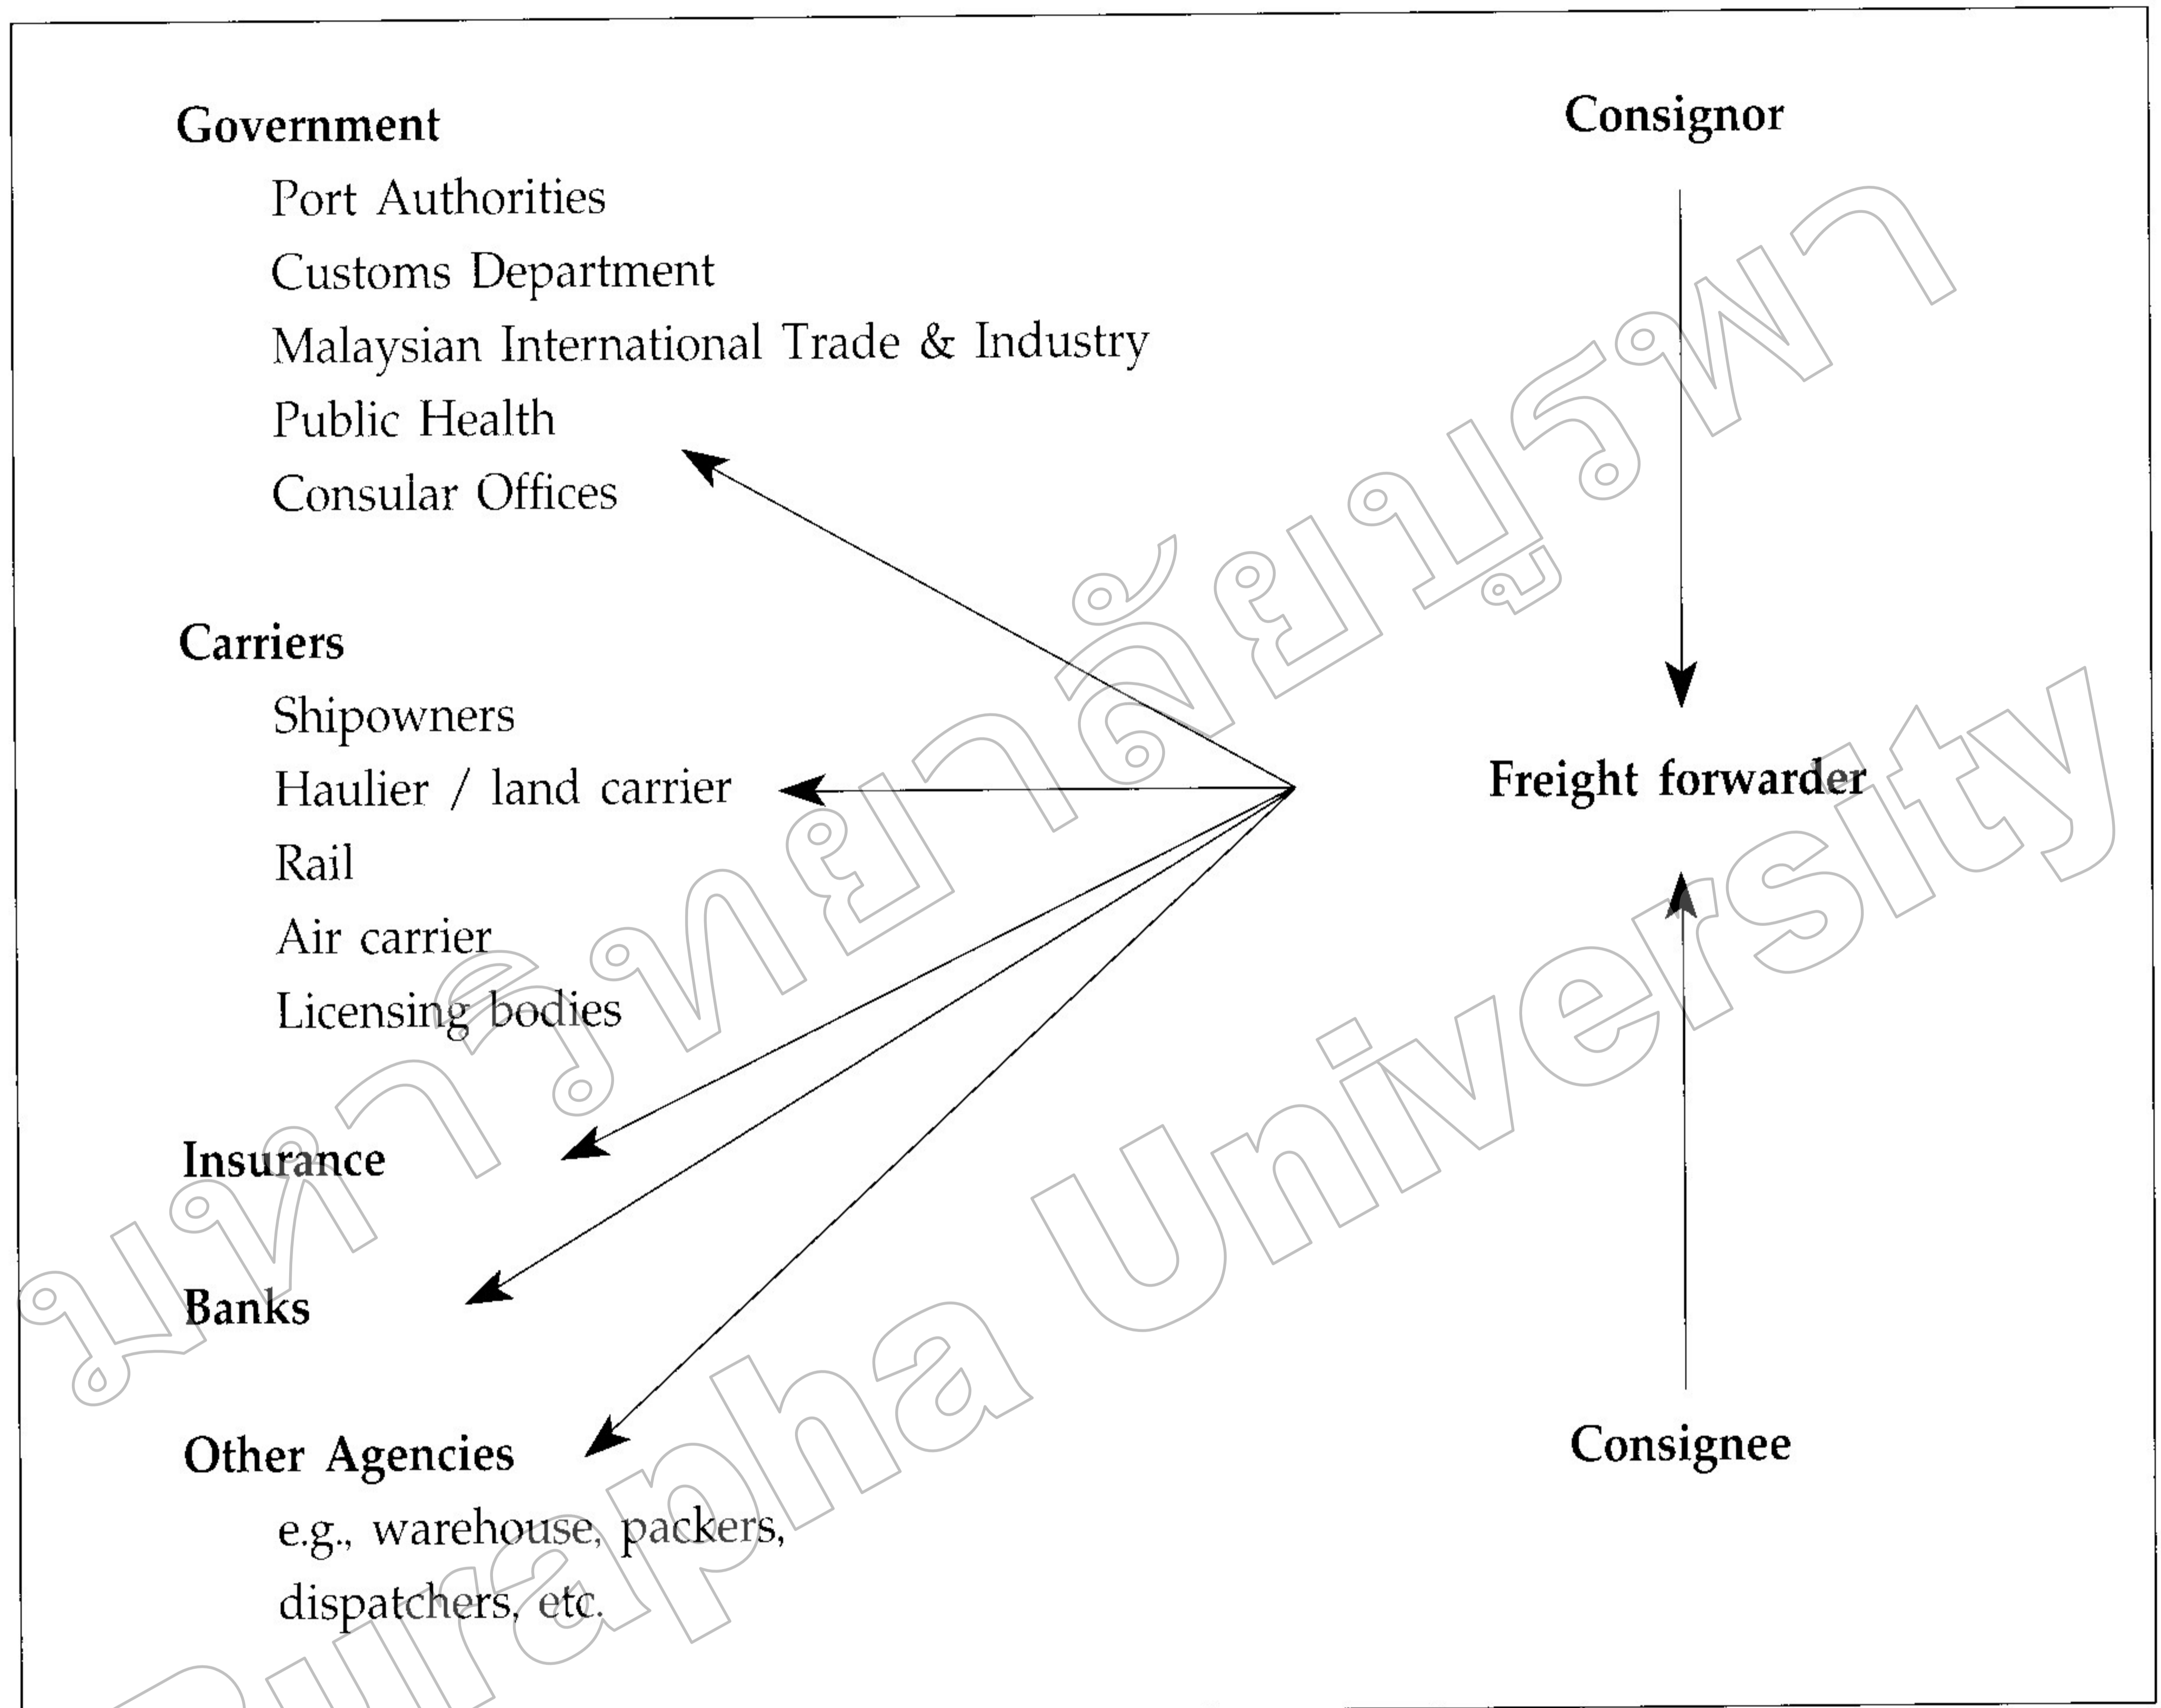 Government
Port Authorities
Customs Department
Malaysian International Trade & Industry
Public Health
Consular Offices
Carriers
Shipowners
Haulier / land carrier
Rail
Air carrier
Licensing bodies
Insurance
Banks
Other Agencies
e.g., warehouse, packers,
dispatchers, etc.
Consignor
Freight forwarder
Consignee
มหาวิทยาลัยบูรพา
Burapha University